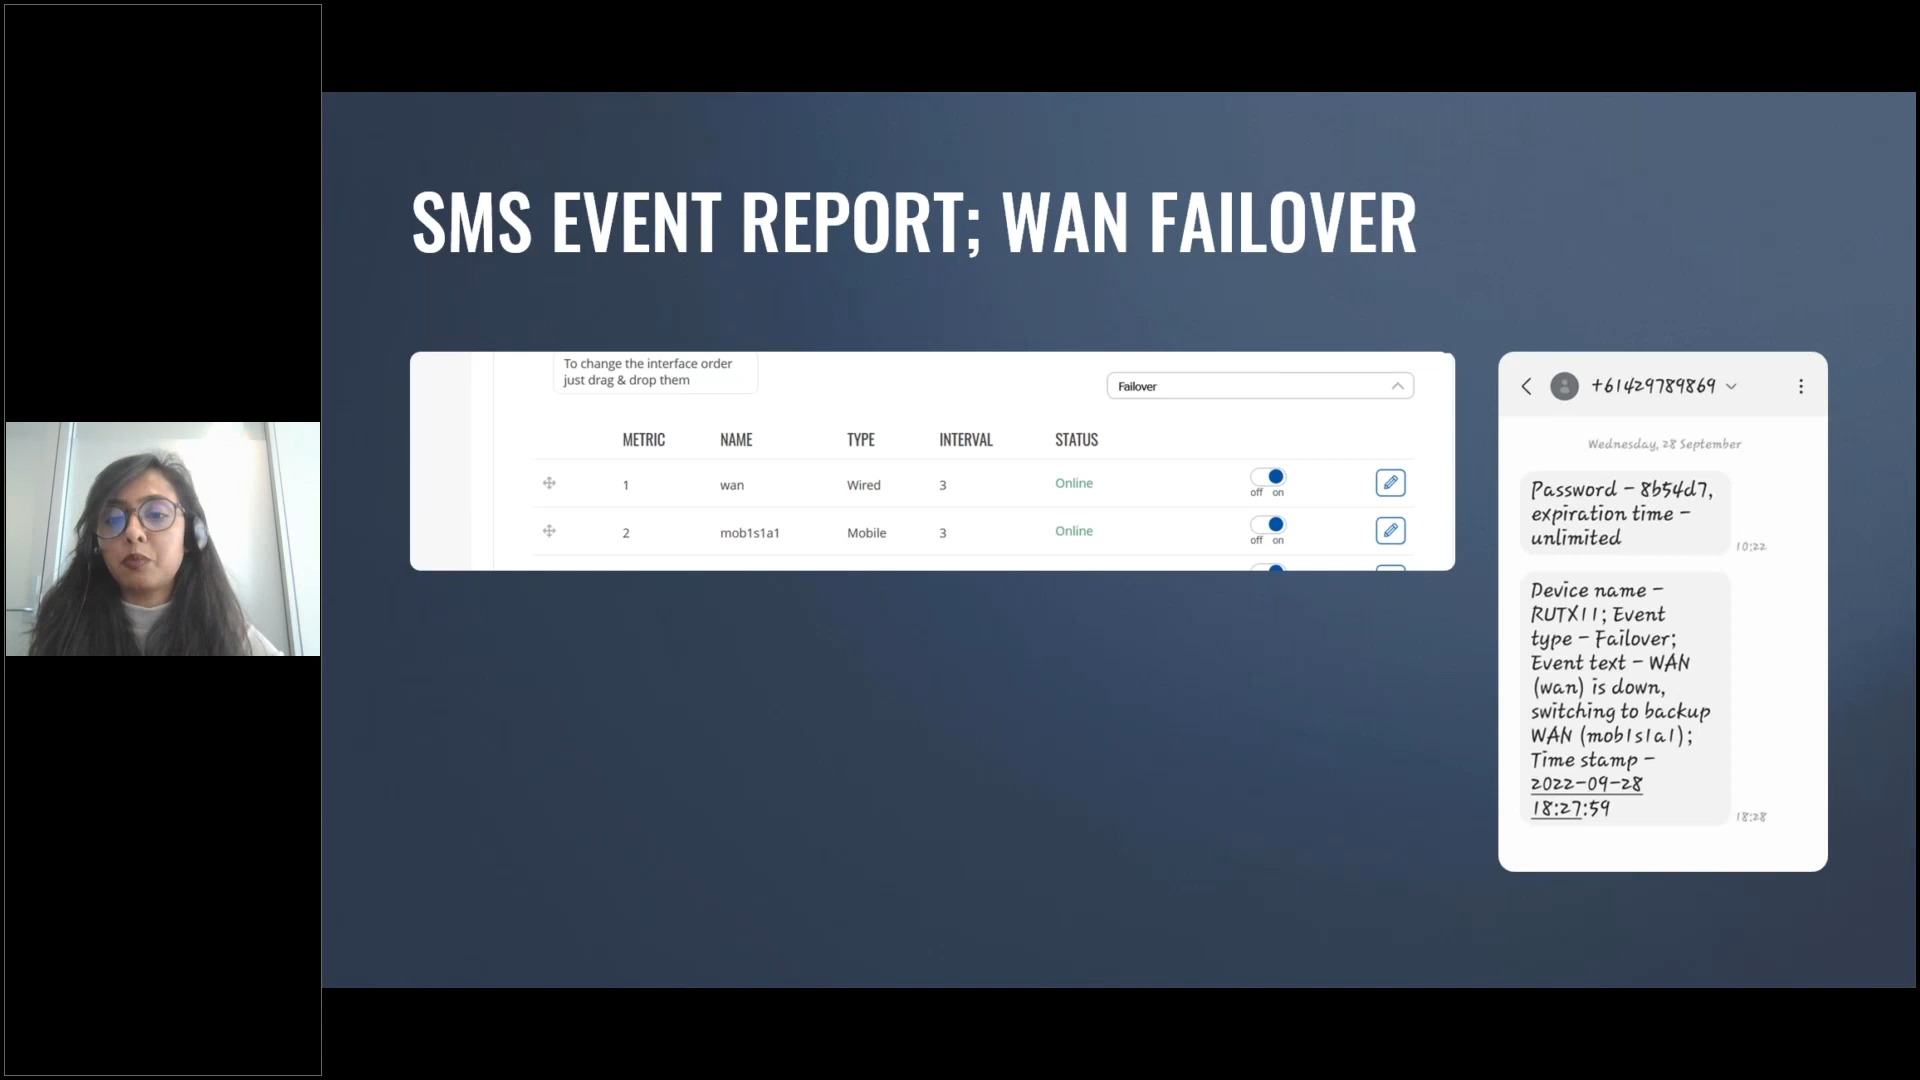 SMS EVENT REPORT; WAN FAILOVER
To change the interface order
just drag & drop them
Failover
METRIC NAME TYPE INTERVAL STATUS
1 wan Wired 3 Online off on
2 mob1s1a1 Mobile 3 Online off on
+61429789869
Wednesday, 28 September
Password - 8b54d7,
expiration time -
unlimited
10:22
Device name -
RUTX11; Event
type - Failover;
Event text - WAN
(wan) is down,
switching to backup
WAN (mob1s1a1);
Time stamp -
2022-09-28
18:27:59
18:28